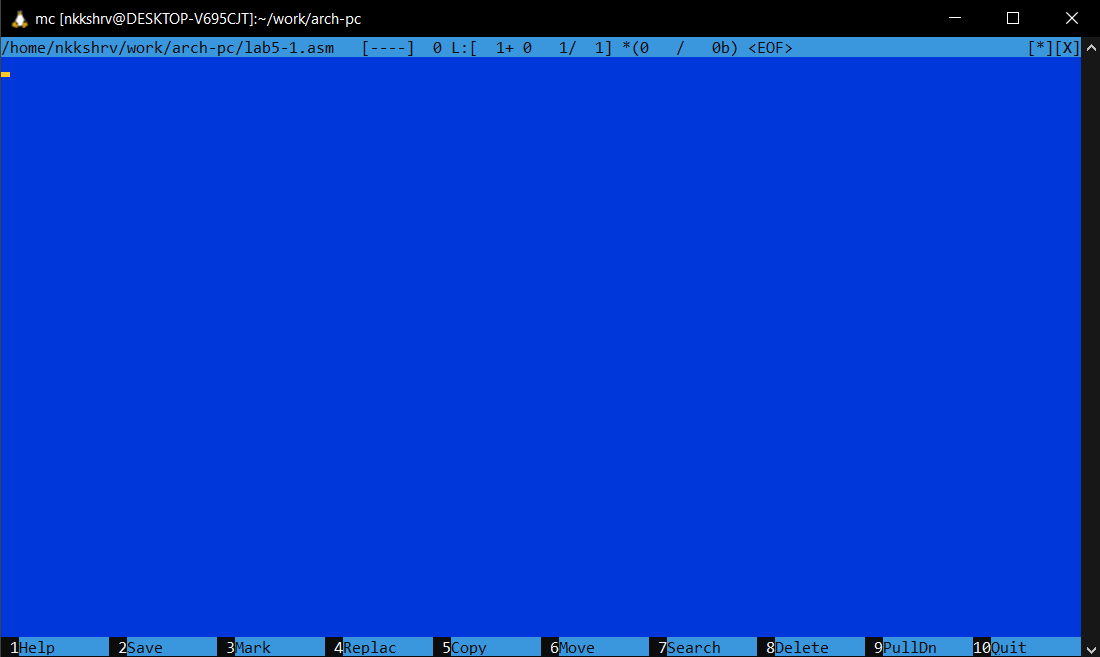 mc [nkkshrv@DESKTOP-V695CJT]:~/work/arch-pc
/home/nkkshrv/work/arch-pc/lab5-1.asm   [----]  0 L:[  1+ 0   1/  1] *(0   /   0b) <EOF>                          [*][X]
1Help 2Save 3Mark 4Replac 5Copy 6Move 7Search 8Delete 9PullDn 10Quit